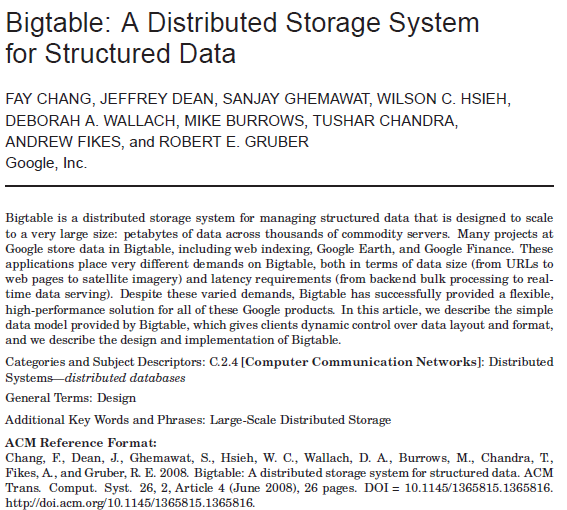 Bigtable: A Distributed Storage System
for Structured Data
FAY CHANG, JEFFREY DEAN, SANJAY GHEMAWAT, WILSON C. HSIEH,
DEBORAH A. WALLACH, MIKE BURROWS, TUSHAR CHANDRA,
ANDREW FIKES, and ROBERT E. GRUBER
Google, Inc.
Bigtable is a distributed storage system for managing structured data that is designed to scale
to a very large size: petabytes of data across thousands of commodity servers. Many projects at
Google store data in Bigtable, including web indexing, Google Earth, and Google Finance. These
applications place very different demands on Bigtable, both in terms of data size (from URLs to
web pages to satellite imagery) and latency requirements (from backend bulk processing to real-
time data serving). Despite these varied demands, Bigtable has successfully provided a flexible,
high-performance solution for all of these Google products. In this article, we describe the simple
data model provided by Bigtable, which gives clients dynamic control over data layout and format,
and we describe the design and implementation of Bigtable.
Categories and Subject Descriptors: C.2.4 [Computer Communication Networks]: Distributed
Systems—distributed databases
General Terms: Design
Additional Key Words and Phrases: Large-Scale Distributed Storage
ACM Reference Format:
Chang, F., Dean, J., Ghemawat, S., Hsieh, W. C., Wallach, D. A., Burrows, M., Chandra, T.,
Fikes, A., and Gruber, R. E. 2008. Bigtable: A distributed storage system for structured data. ACM
Trans. Comput. Syst. 26, 2, Article 4 (June 2008), 26 pages. DOI = 10.1145/1365815.1365816.
http://doi.acm.org/10.1145/1365815.1365816.